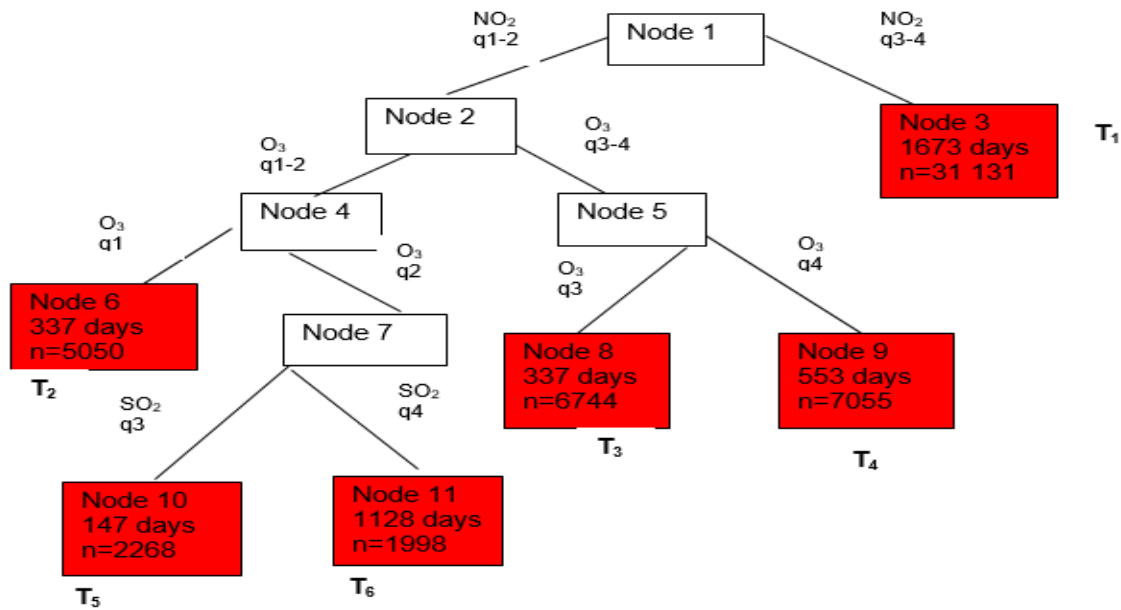 NO₂
q1-2
Node 1
NO₂
q3-4
Node 2
Node 3
1673 days
n=31 131
T₁
O₃
q1-2
O₃
q3-4
Node 4
Node 5
O₃
q1
O₃
q2
O₃
q3
O₃
q4
Node 6
337 days
n=5050
T₂
Node 7
Node 8
337 days
n=6744
T₃
Node 9
553 days
n=7055
T₄
SO₂
q3
SO₂
q4
Node 10
147 days
n=2268
T₅
Node 11
1128 days
n=1998
T₆